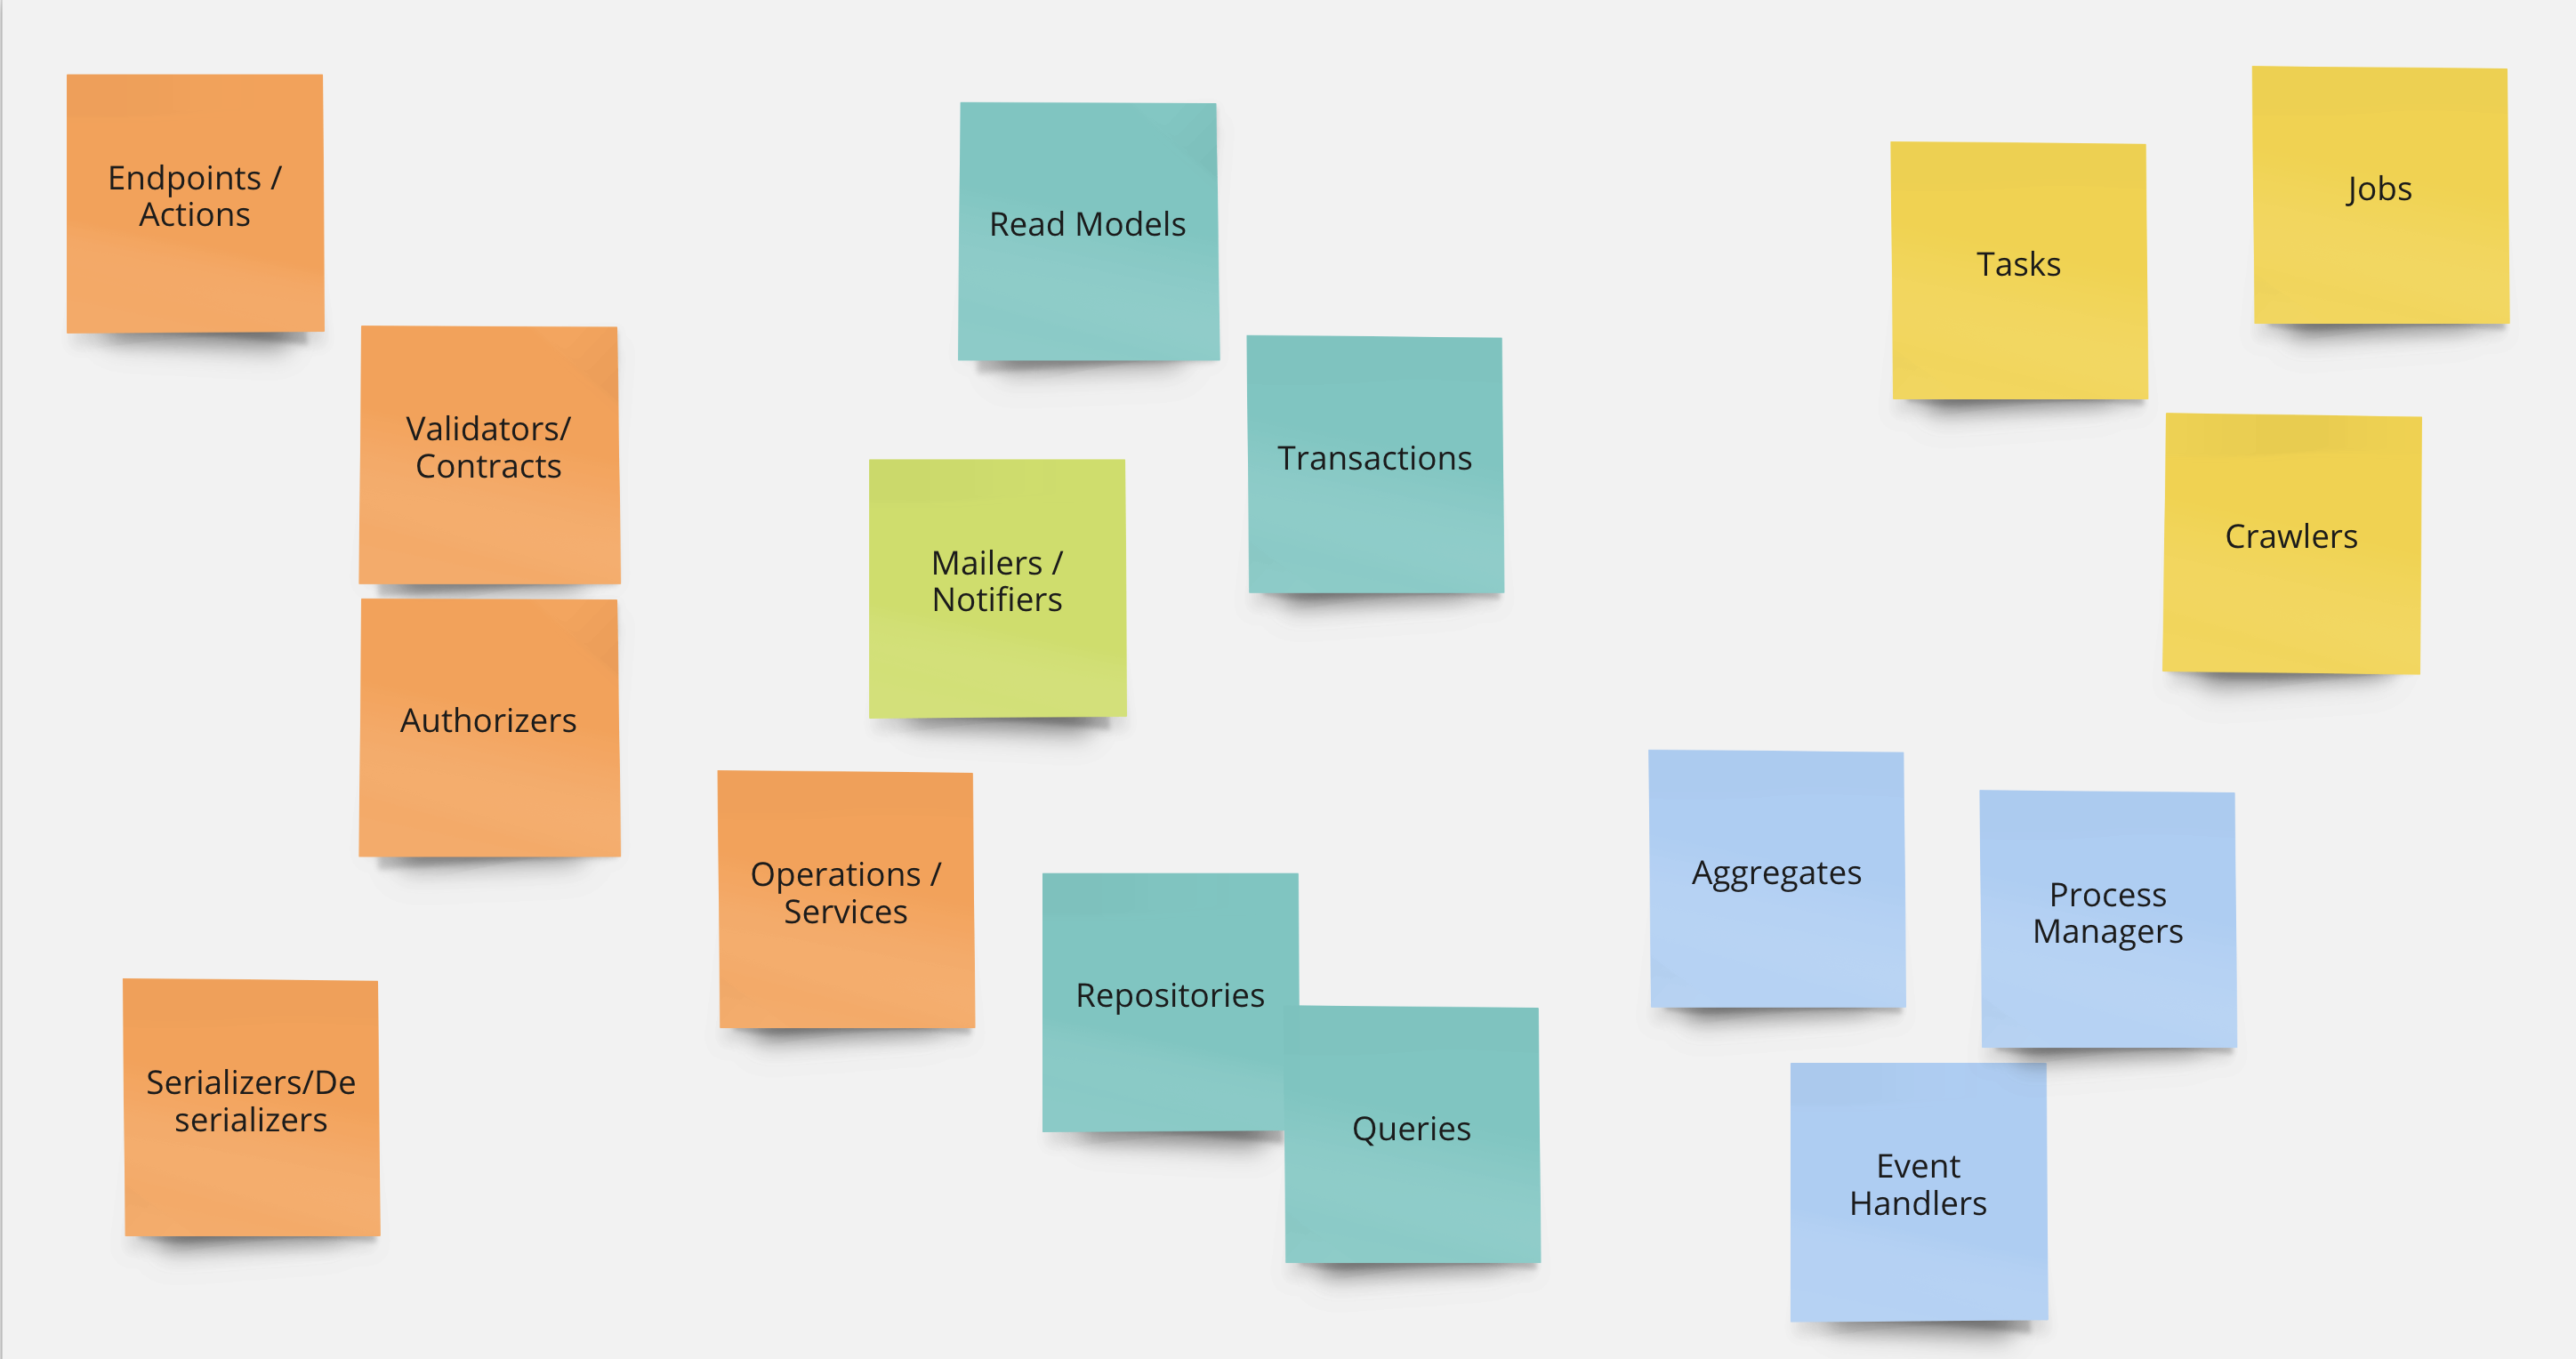 Endpoints /
Actions
Validators/
Contracts
Authorizers
Serializers/De
serializers
Read Models
Transactions
Mailers /
Notifiers
Operations /
Services
Repositories
Queries
Tasks
Jobs
Crawlers
Aggregates
Process
Managers
Event
Handlers